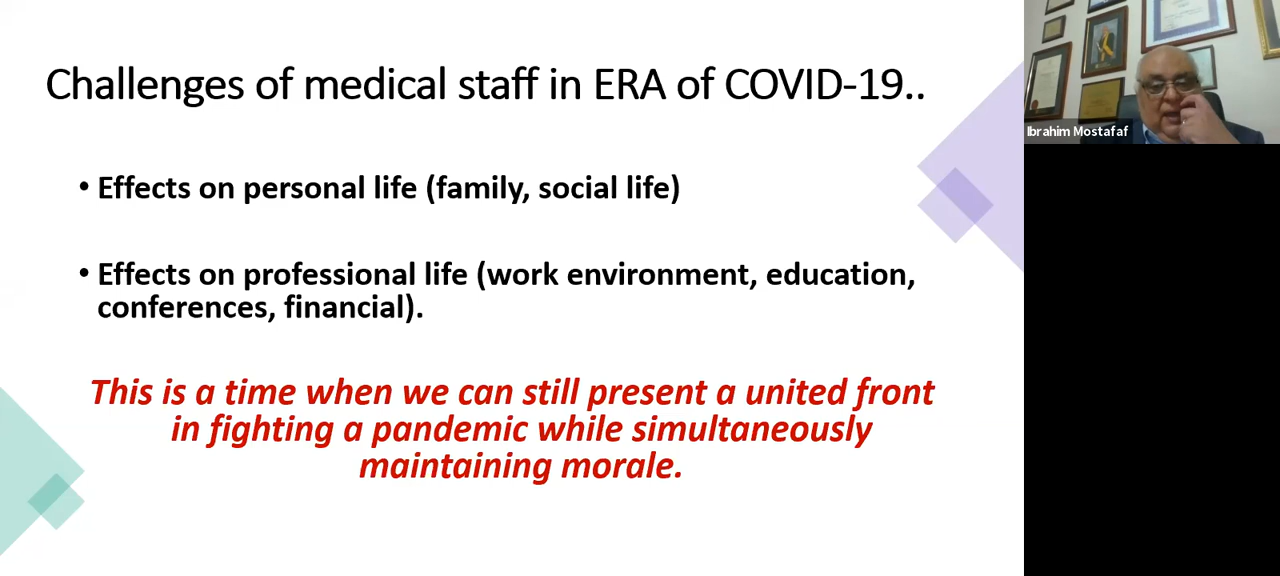 Challenges of medical staff in ERA of COVID-19..
• Effects on personal life (family, social life)
• Effects on professional life (work environment, education,
conferences, financial).
This is a time when we can still present a united front
in fighting a pandemic while simultaneously
maintaining morale.
Ibrahim Mostafaf